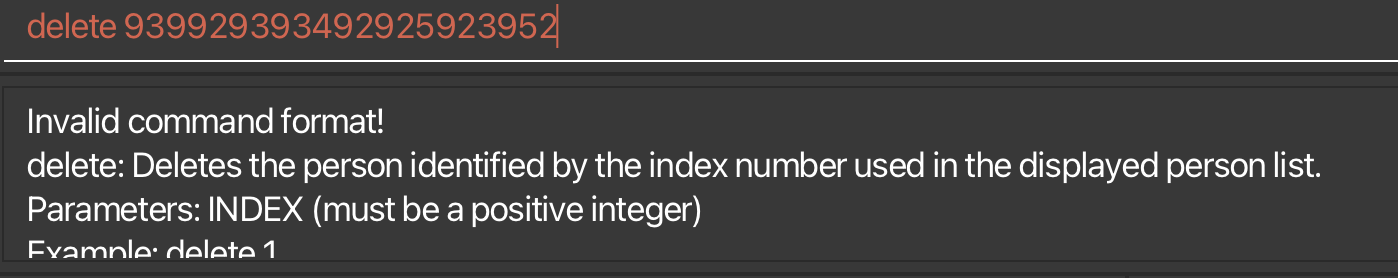 delete 939929393492925923952
Invalid command format!
delete: Deletes the person identified by the index number used in the displayed person list.
Parameters: INDEX (must be a positive integer)
Example: delete 1